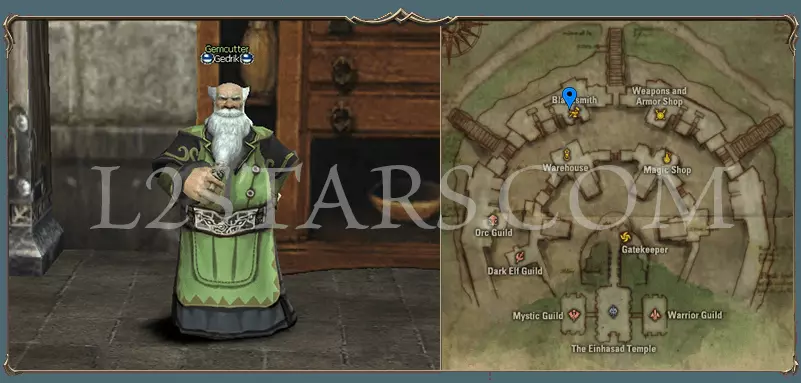 Gemcutter
Gedrik
Blacksmith
Weapons and
Armor Shop
Warehouse
Magic Shop
L2STARS.COM
Orc Guild
Gatekeeper
Dark Elf Guild
Mystic Guild
Warrior Guild
The Einhasad Temple